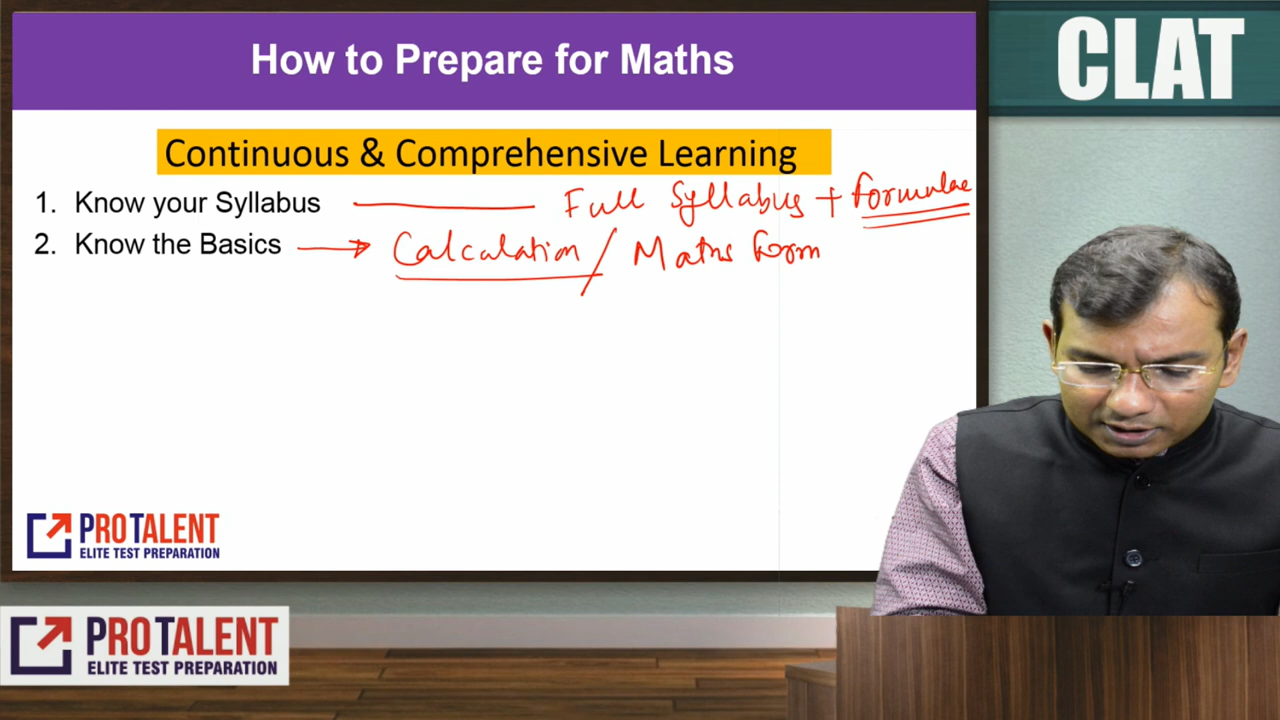 How to Prepare for Maths
CLAT
Continuous & Comprehensive Learning
1. Know your Syllabus Full Syllabus + Formulae
2. Know the Basics Calculation / Maths Form
PROTALENT
ELITE TEST PREPARATION
PROTALENT
ELITE TEST PREPARATION